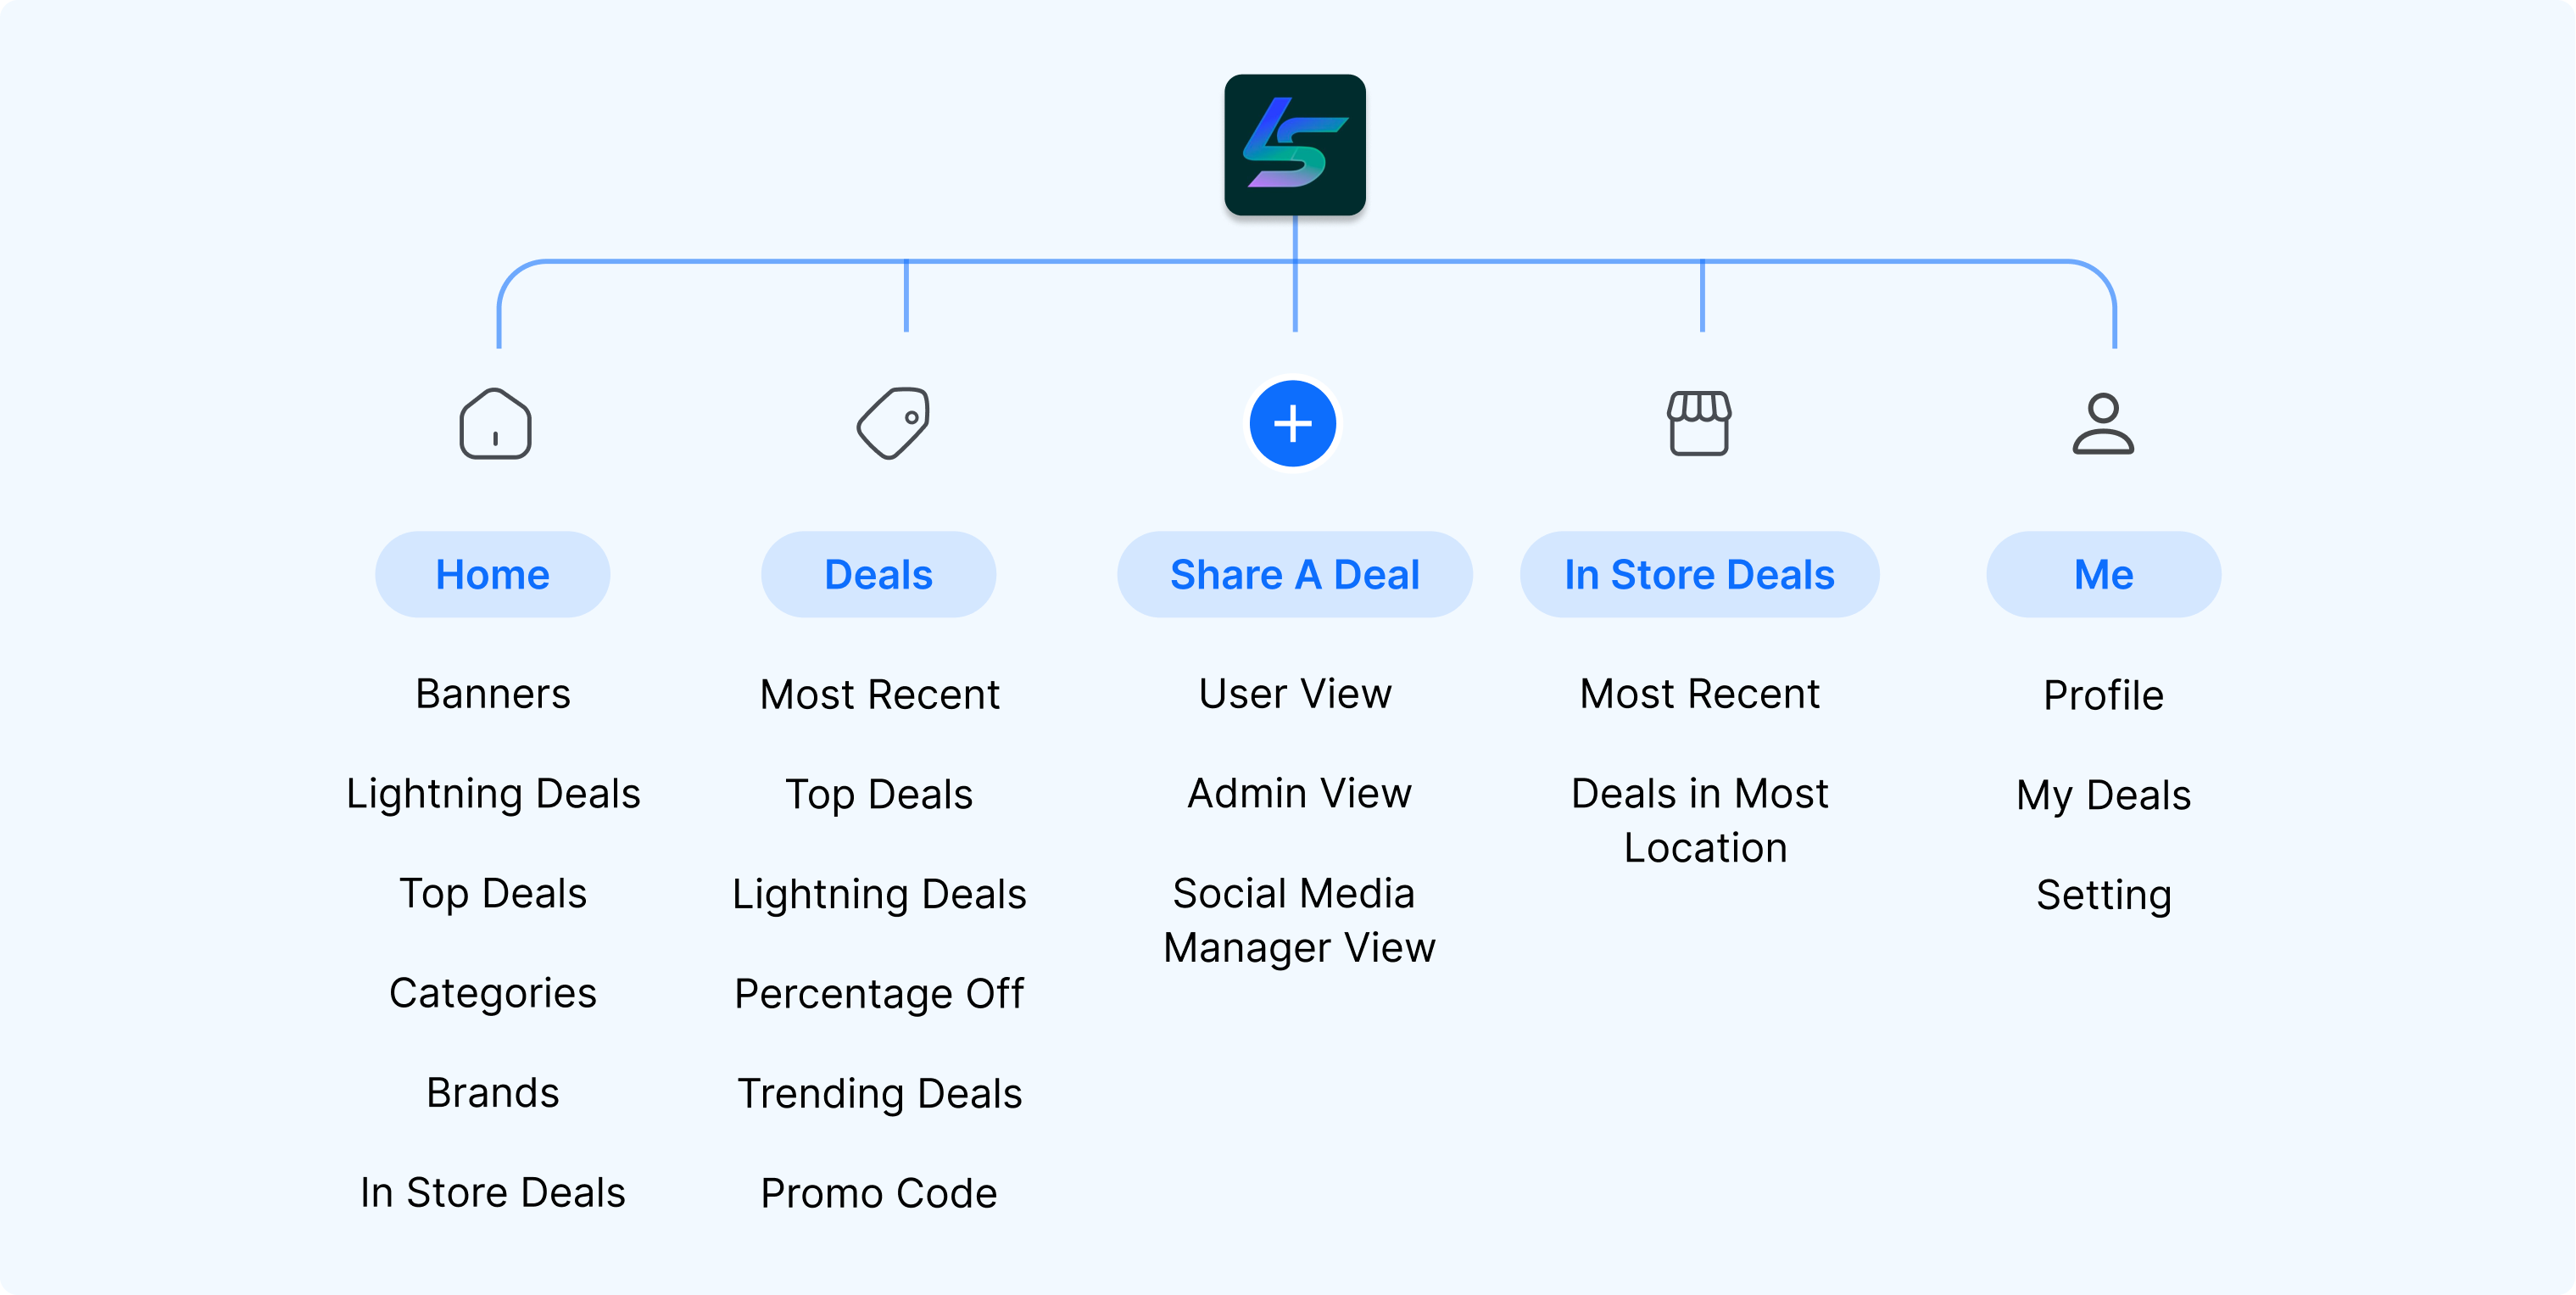 Home
Banners
Lightning Deals
Top Deals
Categories
Brands
In Store Deals
Deals
Most Recent
Top Deals
Lightning Deals
Percentage Off
Trending Deals
Promo Code
Share A Deal
User View
Admin View
Social Media
Manager View
In Store Deals
Most Recent
Deals in Most
Location
Me
Profile
My Deals
Setting